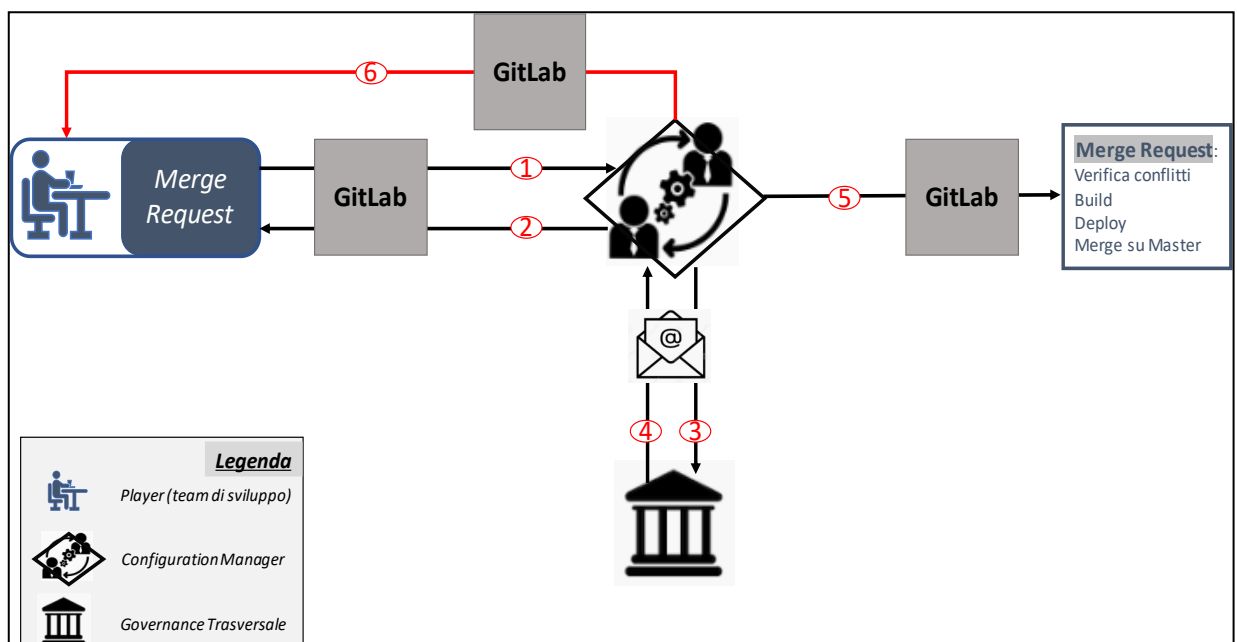 GitLab
6
Merge
Request
GitLab
1
2
5
GitLab
Merge Request:
Verifica conflitti
Build
Deploy
Merge su Master
@
4
3
Legenda
Player (team di sviluppo)
Configuration Manager
Governance Trasversale